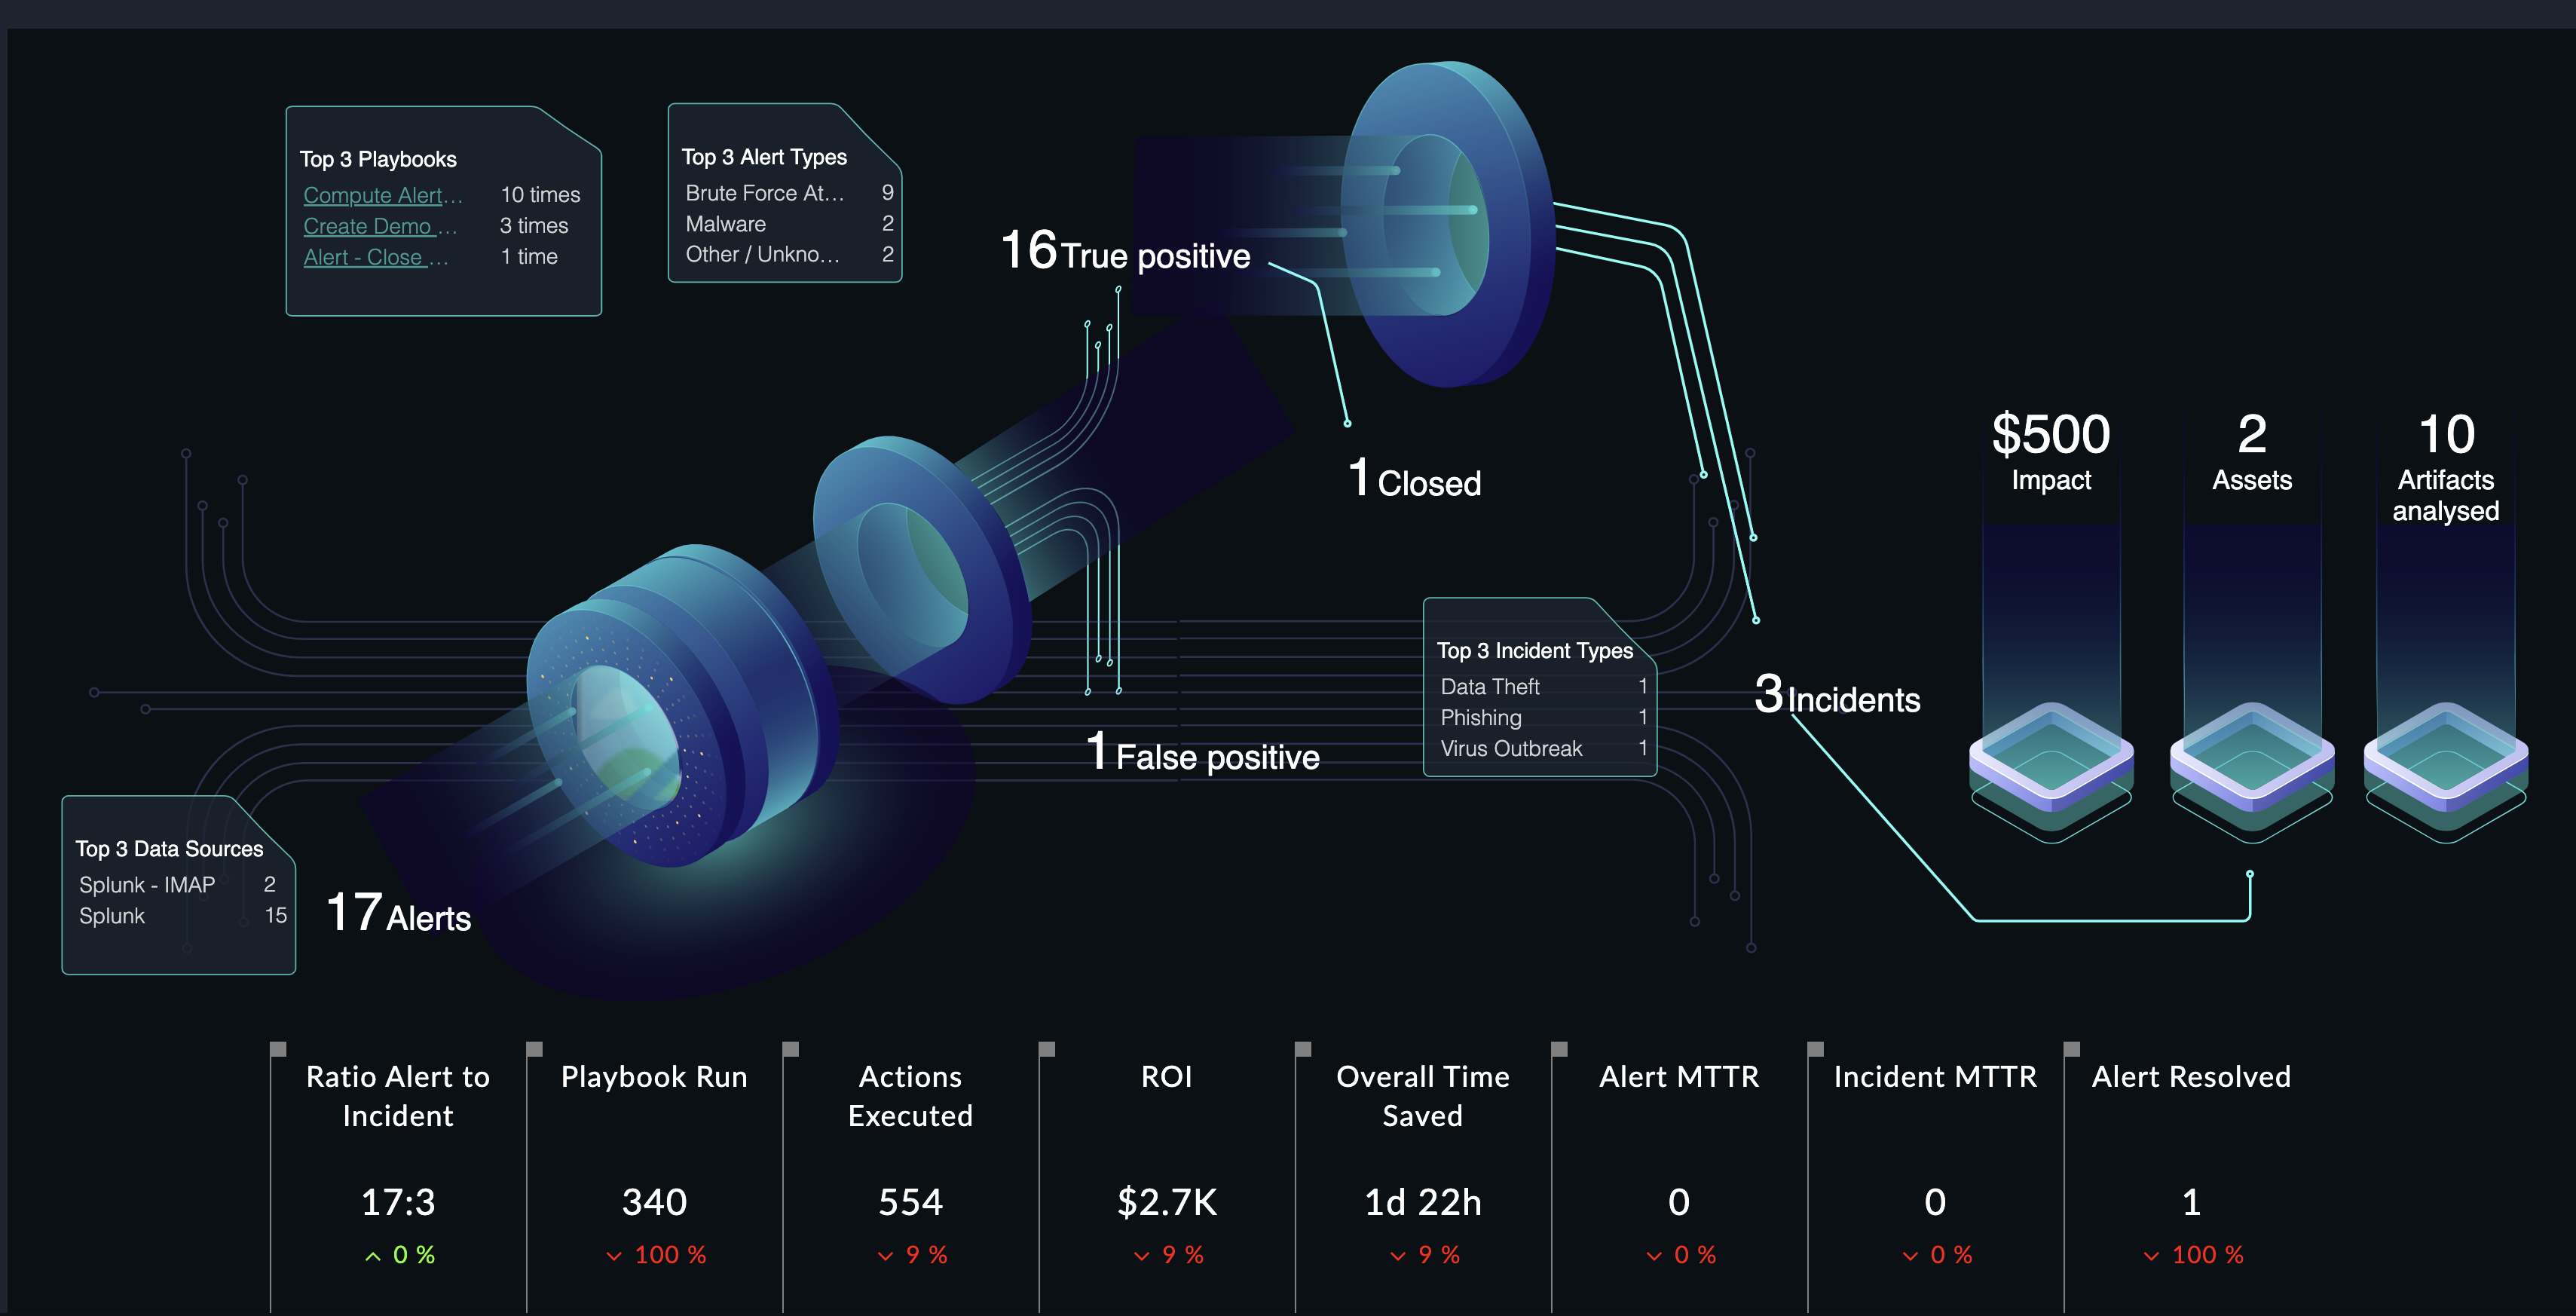 Top 3 Playbooks
Compute Alert... 10 times
Create Demo ... 3 times
Alert - Close ... 1 time
Top 3 Alert Types
Brute Force At... 9
Malware 2
Other / Unkno... 2
16 True positive
1 Closed
$500
Impact
2
Assets
10
Artifacts
analysed
Top 3 Incident Types
Data Theft 1
Phishing 1
Virus Outbreak 1
3 Incidents
1 False positive
Top 3 Data Sources
Splunk - IMAP 2
Splunk 15
17 Alerts
Ratio Alert to
Incident
17:3
0 %
Playbook Run
340
100 %
Actions
Executed
554
9 %
ROI
$2.7K
9 %
Overall Time
Saved
1d 22h
9 %
Alert MTTR
0
0 %
Incident MTTR
0
0 %
Alert Resolved
1
100 %